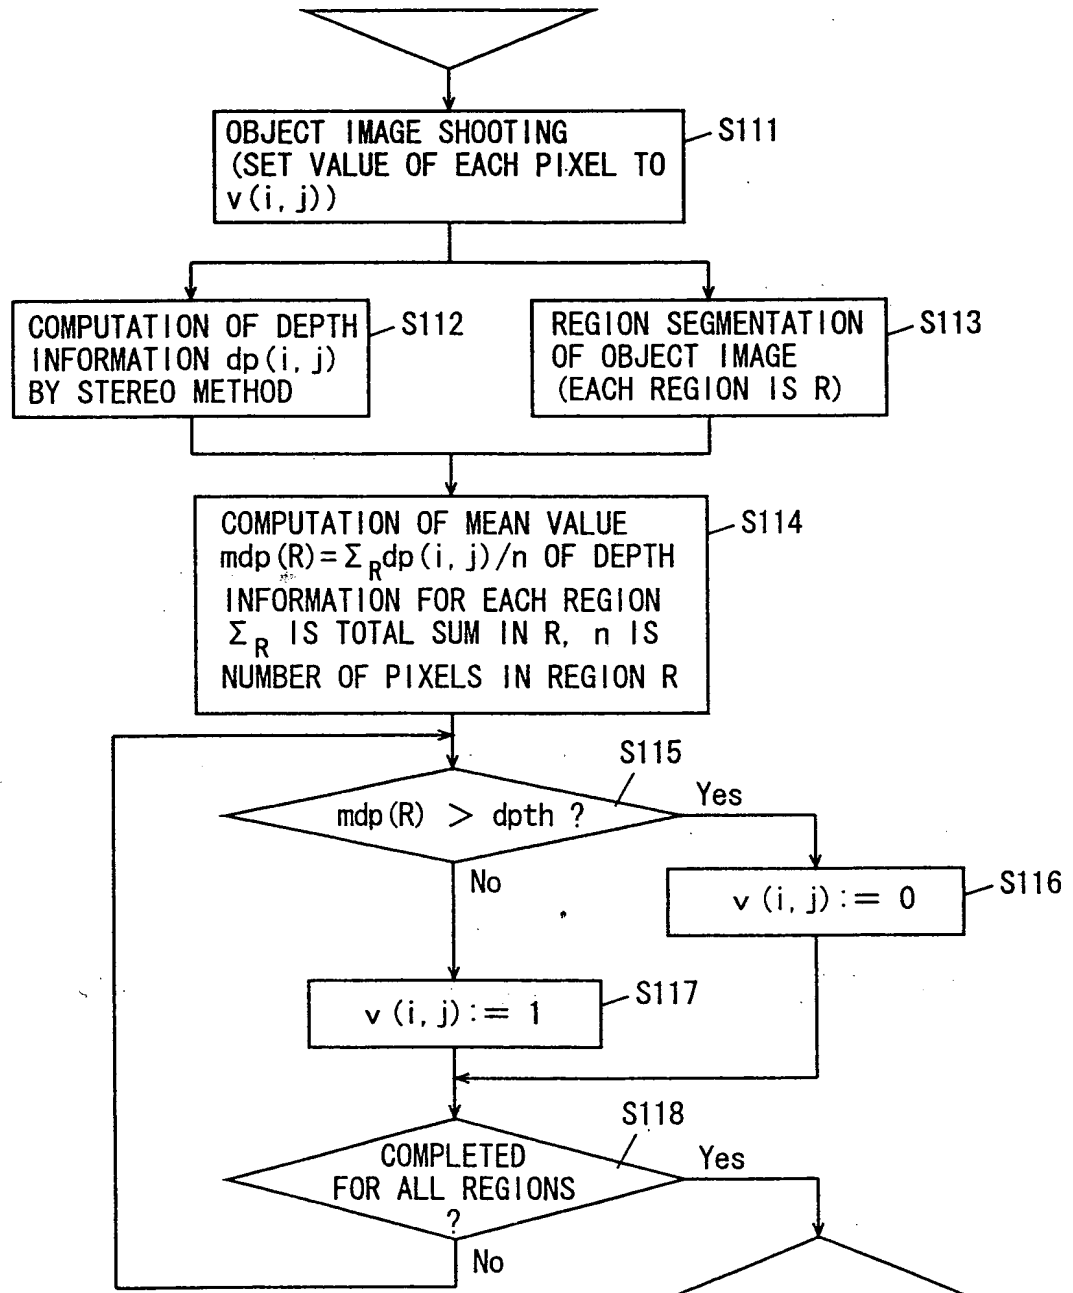 OBJECT IMAGE SHOOTING
(SET VALUE OF EACH PIXEL TO
v(i, j))
S111
COMPUTATION OF DEPTH
INFORMATION dp(i, j)
BY STEREO METHOD
S112
REGION SEGMENTATION
OF OBJECT IMAGE
(EACH REGION IS R)
S113
COMPUTATION OF MEAN VALUE
mdp(R)=Σ_R dp(i, j)/n OF DEPTH
INFORMATION FOR EACH REGION
Σ_R IS TOTAL SUM IN R, n IS
NUMBER OF PIXELS IN REGION R
S114
S115
mdp(R) > dpth ?
Yes
No
v(i, j):= 0
S116
v(i, j):= 1
S117
S118
COMPLETED
FOR ALL REGIONS
?
Yes
No